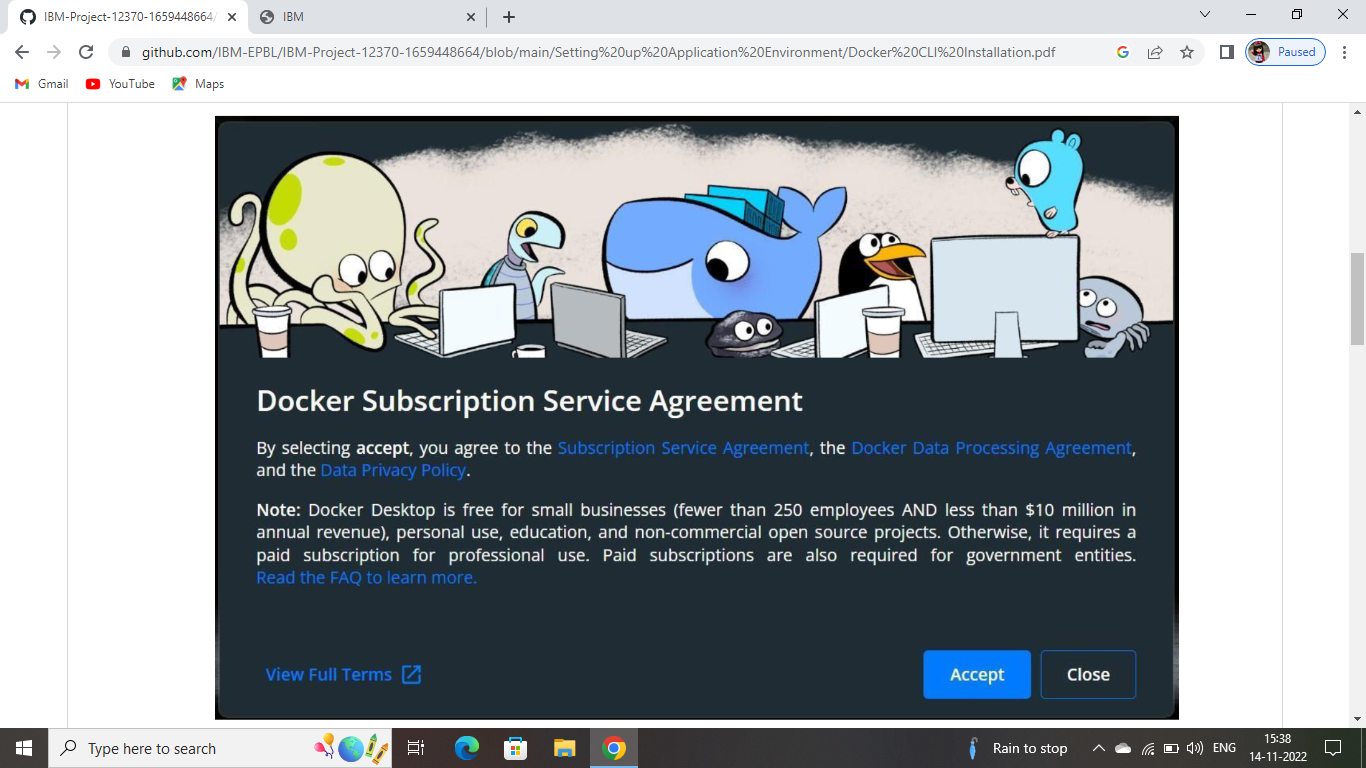 IBM-Project-12370-1659448664/
IBM
github.com/IBM-EPBL/IBM-Project-12370-1659448664/blob/main/Setting%20up%20Application%20Environment/Docker%20CLI%20Installation.pdf
Paused
Gmail
YouTube
Maps
Docker Subscription Service Agreement
By selecting accept, you agree to the Subscription Service Agreement, the Docker Data Processing Agreement,
and the Data Privacy Policy.
Note: Docker Desktop is free for small businesses (fewer than 250 employees AND less than $10 million in
annual revenue), personal use, education, and non-commercial open source projects. Otherwise, it requires a
paid subscription for professional use. Paid subscriptions are also required for government entities.
Read the FAQ to learn more.
View Full Terms
Accept
Close
Type here to search
Rain to stop
ENG
15:38
14-11-2022